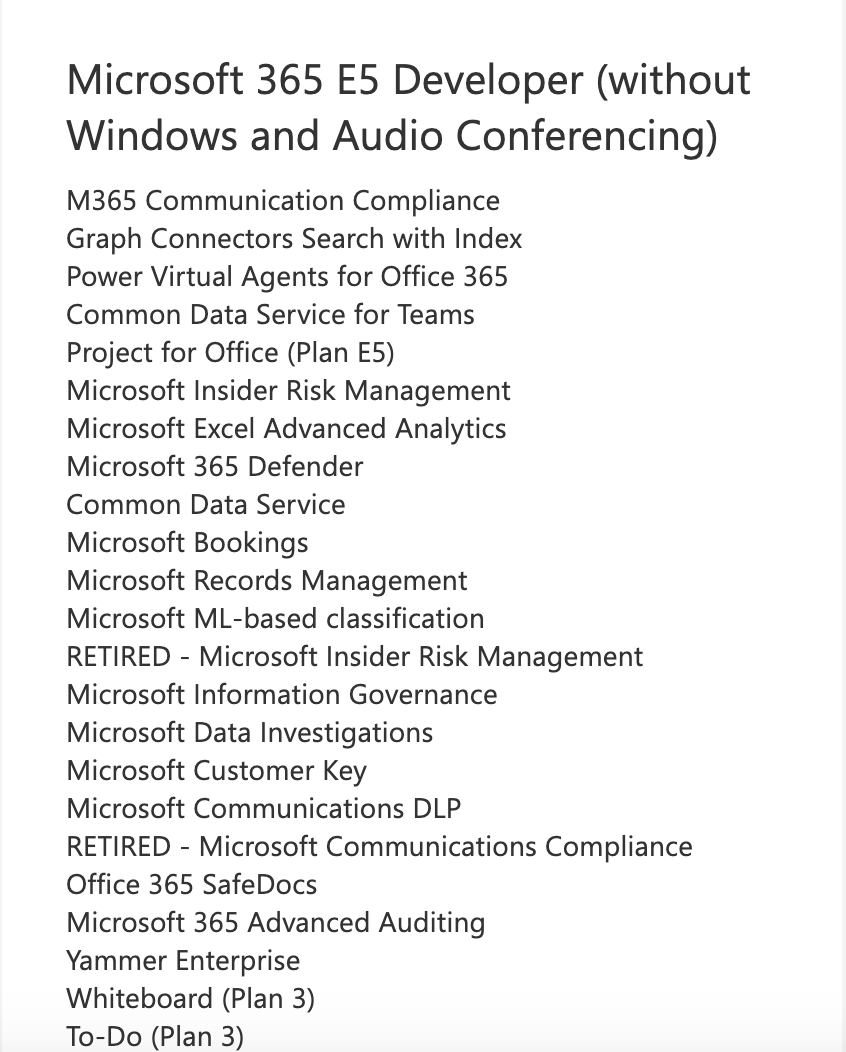 Microsoft 365 E5 Developer (without
Windows and Audio Conferencing)
M365 Communication Compliance
Graph Connectors Search with Index
Power Virtual Agents for Office 365
Common Data Service for Teams
Project for Office (Plan E5)
Microsoft Insider Risk Management
Microsoft Excel Advanced Analytics
Microsoft 365 Defender
Common Data Service
Microsoft Bookings
Microsoft Records Management
Microsoft ML-based classification
RETIRED - Microsoft Insider Risk Management
Microsoft Information Governance
Microsoft Data Investigations
Microsoft Customer Key
Microsoft Communications DLP
RETIRED - Microsoft Communications Compliance
Office 365 SafeDocs
Microsoft 365 Advanced Auditing
Yammer Enterprise
Whiteboard (Plan 3)
To-Do (Plan 3)